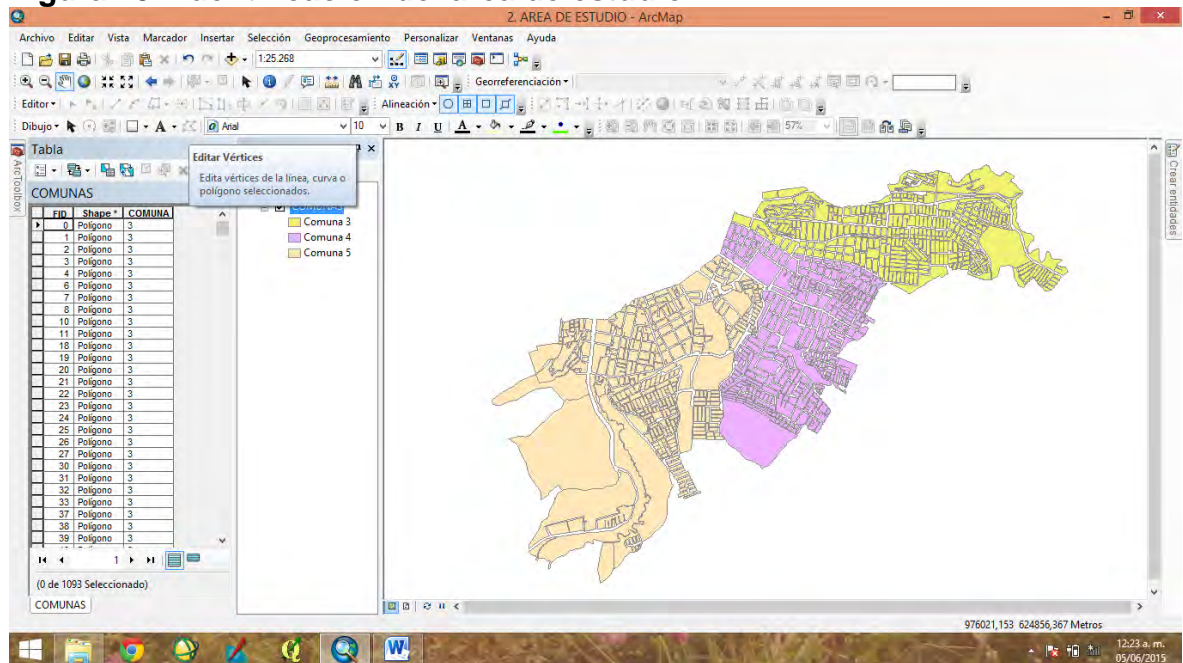 2. AREA DE ESTUDIO - ArcMap
Archivo Editar Vista Marcador Insertar Selección Geoprocesamiento Personalizar Ventanas Ayuda
1:25.268
Georreferenciación
Editor Alineación
Dibujo A Arial 10 B I U A 57%
Tabla
Editar Vértices
Edita vértices de la línea, curva o
polígono seleccionados.
ArcToolbox
Crear entidades
COMUNAS
FID Shape * COMUNA
0 Polígono 3
1 Polígono 3
2 Polígono 3
3 Polígono 3
4 Polígono 3
6 Polígono 3
7 Polígono 3
8 Polígono 3
10 Polígono 3
11 Polígono 3
18 Polígono 3
19 Polígono 3
20 Polígono 3
21 Polígono 3
22 Polígono 3
23 Polígono 3
24 Polígono 3
25 Polígono 3
26 Polígono 3
27 Polígono 3
30 Polígono 3
31 Polígono 3
32 Polígono 3
33 Polígono 3
37 Polígono 3
38 Polígono 3
39 Polígono 3
Comuna 3
Comuna 4
Comuna 5
1
(0 de 1093 Seleccionado)
COMUNAS
976021,153 624856,367 Metros
12:23 a. m.
05/06/2015